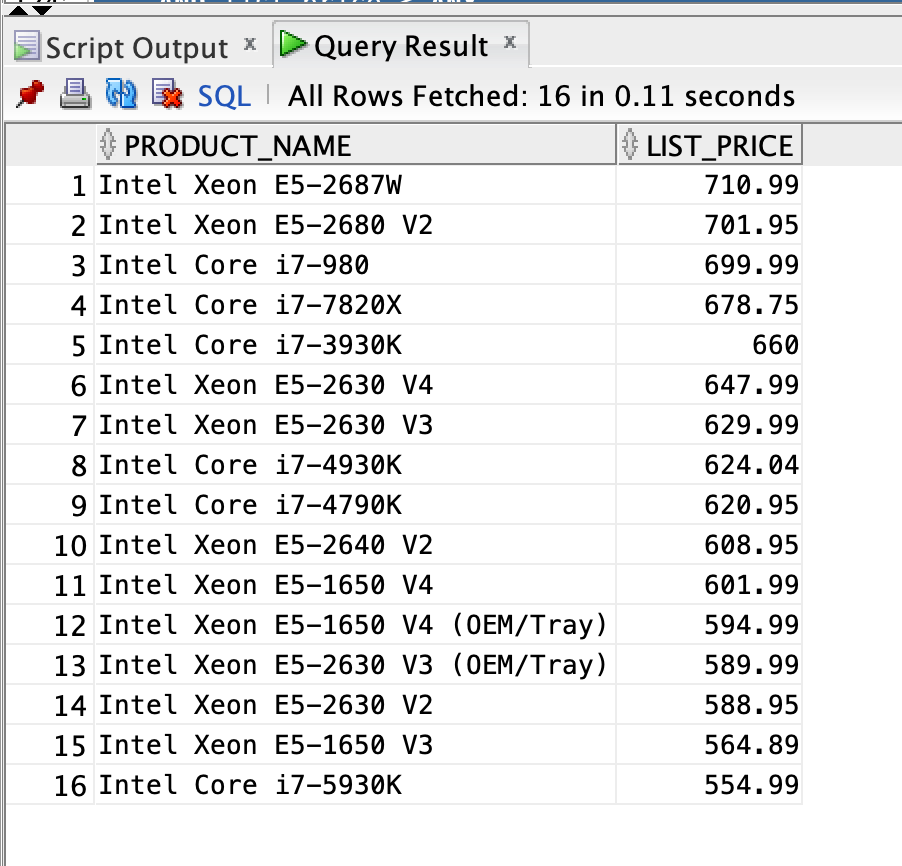 Script Output x Query Result x
SQL | All Rows Fetched: 16 in 0.11 seconds
PRODUCT_NAME LIST_PRICE
1 Intel Xeon E5-2687W 710.99
2 Intel Xeon E5-2680 V2 701.95
3 Intel Core i7-980 699.99
4 Intel Core i7-7820X 678.75
5 Intel Core i7-3930K 660
6 Intel Xeon E5-2630 V4 647.99
7 Intel Xeon E5-2630 V3 629.99
8 Intel Core i7-4930K 624.04
9 Intel Core i7-4790K 620.95
10 Intel Xeon E5-2640 V2 608.95
11 Intel Xeon E5-1650 V4 601.99
12 Intel Xeon E5-1650 V4 (OEM/Tray) 594.99
13 Intel Xeon E5-2630 V3 (OEM/Tray) 589.99
14 Intel Xeon E5-2630 V2 588.95
15 Intel Xeon E5-1650 V3 564.89
16 Intel Core i7-5930K 554.99